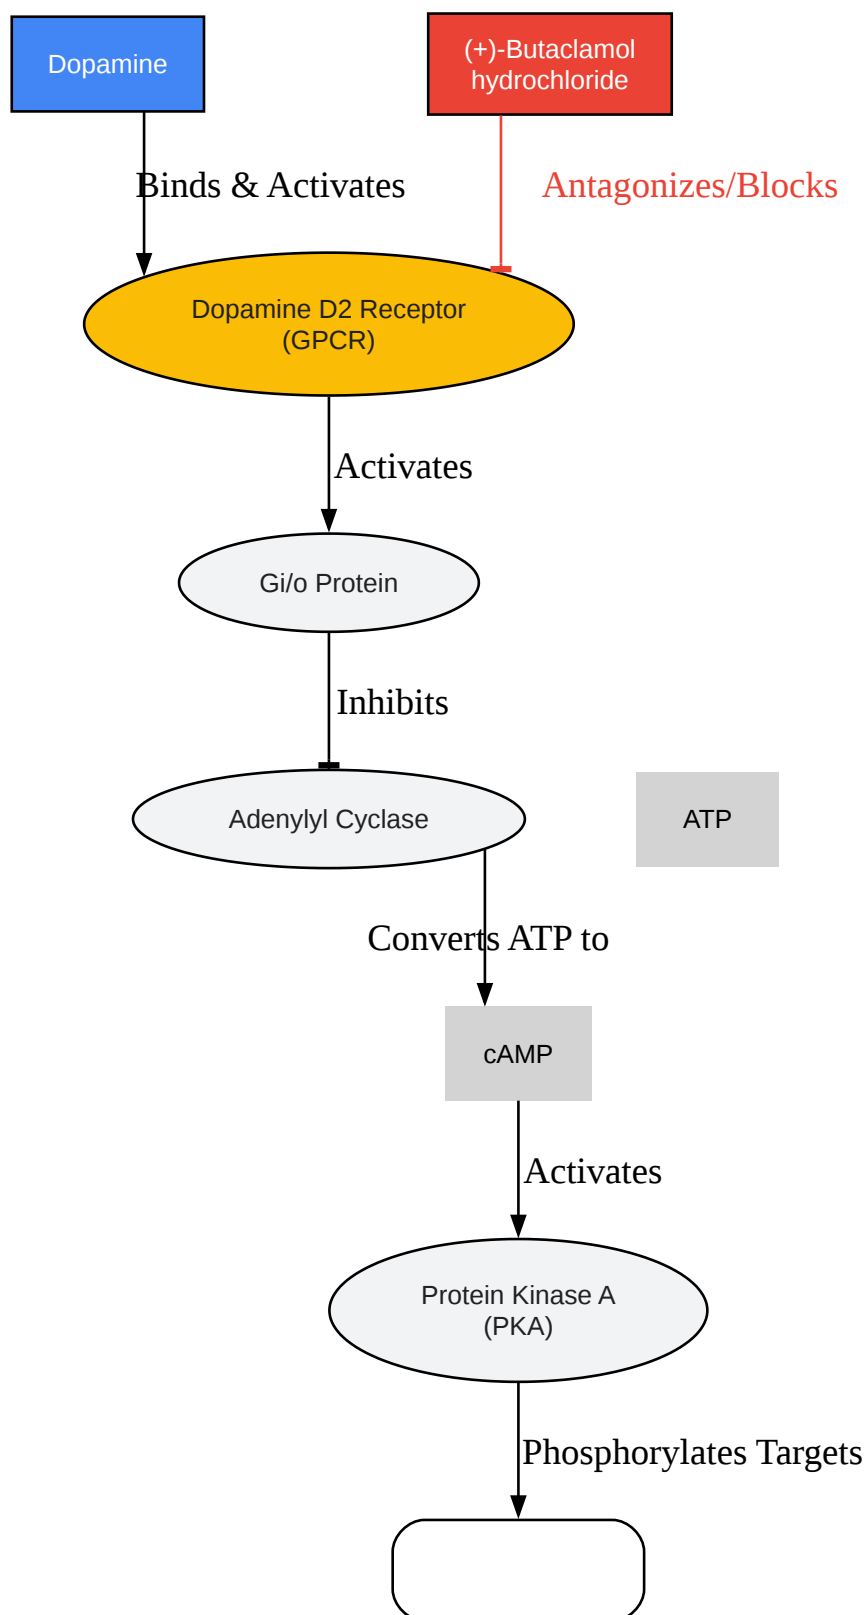 Dopamine
(+)-Butaclamol
hydrochloride
Binds & Activates
Antagonizes/Blocks
Dopamine D2 Receptor
(GPCR)
Activates
Gi/o Protein
Inhibits
Adenylyl Cyclase
ATP
Converts ATP to
cAMP
Activates
Protein Kinase A
(PKA)
Phosphorylates Targets